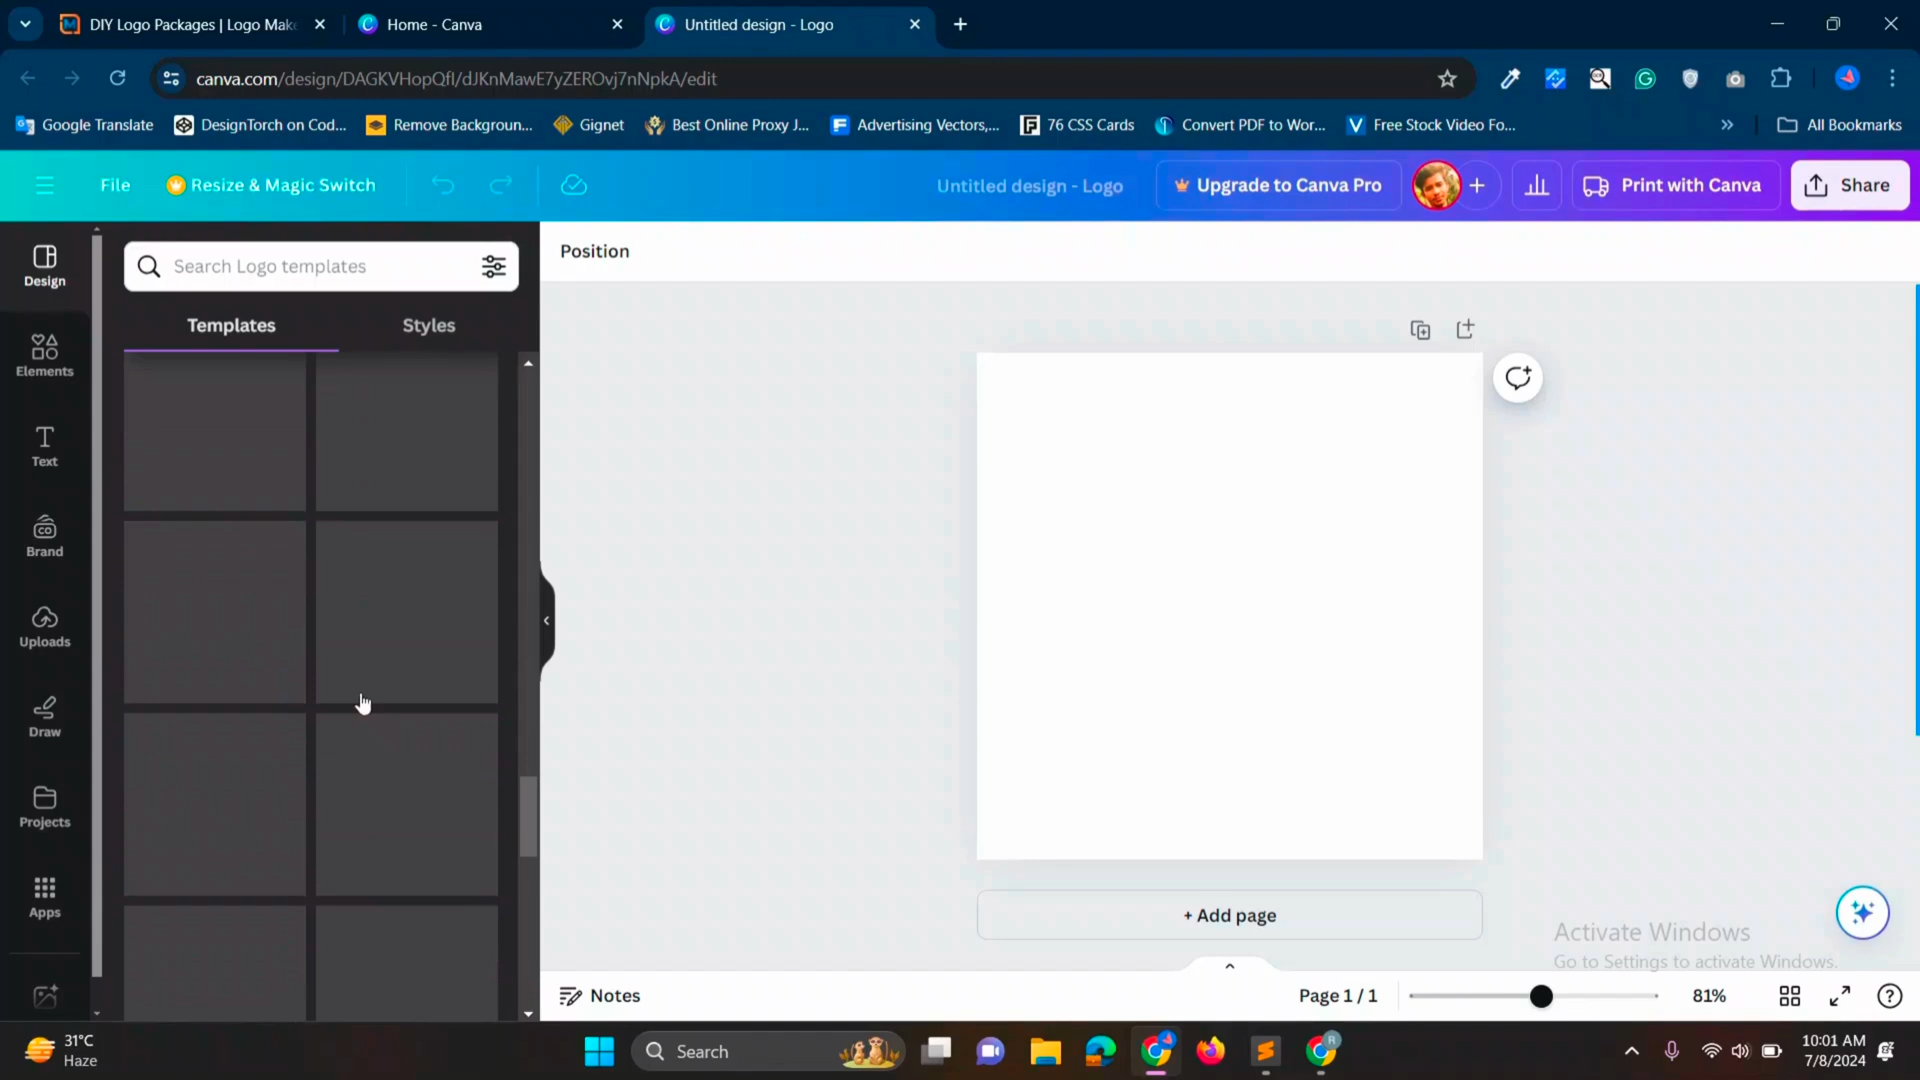 DIY Logo Packages | Logo Make
Home - Canva
Untitled design - Logo
canva.com/design/DAGKVHopQfI/dJKnMawE7yZEROvj7nNpkA/edit
Google Translate
DesignTorch on Cod...
Remove Backgroun...
Gignet
Best Online Proxy J...
Advertising Vectors,...
76 CSS Cards
Convert PDF to Wor...
Free Stock Video Fo...
All Bookmarks
File
Resize & Magic Switch
Untitled design - Logo
Upgrade to Canva Pro
Print with Canva
Share
Design
Elements
Text
Brand
Uploads
Draw
Projects
Apps
Search Logo templates
Templates
Styles
Position
+ Add page
Activate Windows
Go to Settings to activate Windows.
Notes
Page 1 / 1
81%
31°C
Haze
Search
10:01 AM
7/8/2024